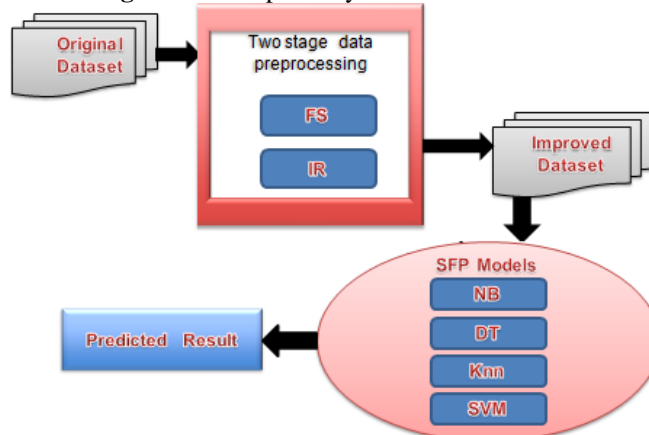 Original
Dataset
Two stage data
preprocessing
FS
IR
Improved
Dataset
SFP Models
NB
DT
Knn
SVM
Predicted Result